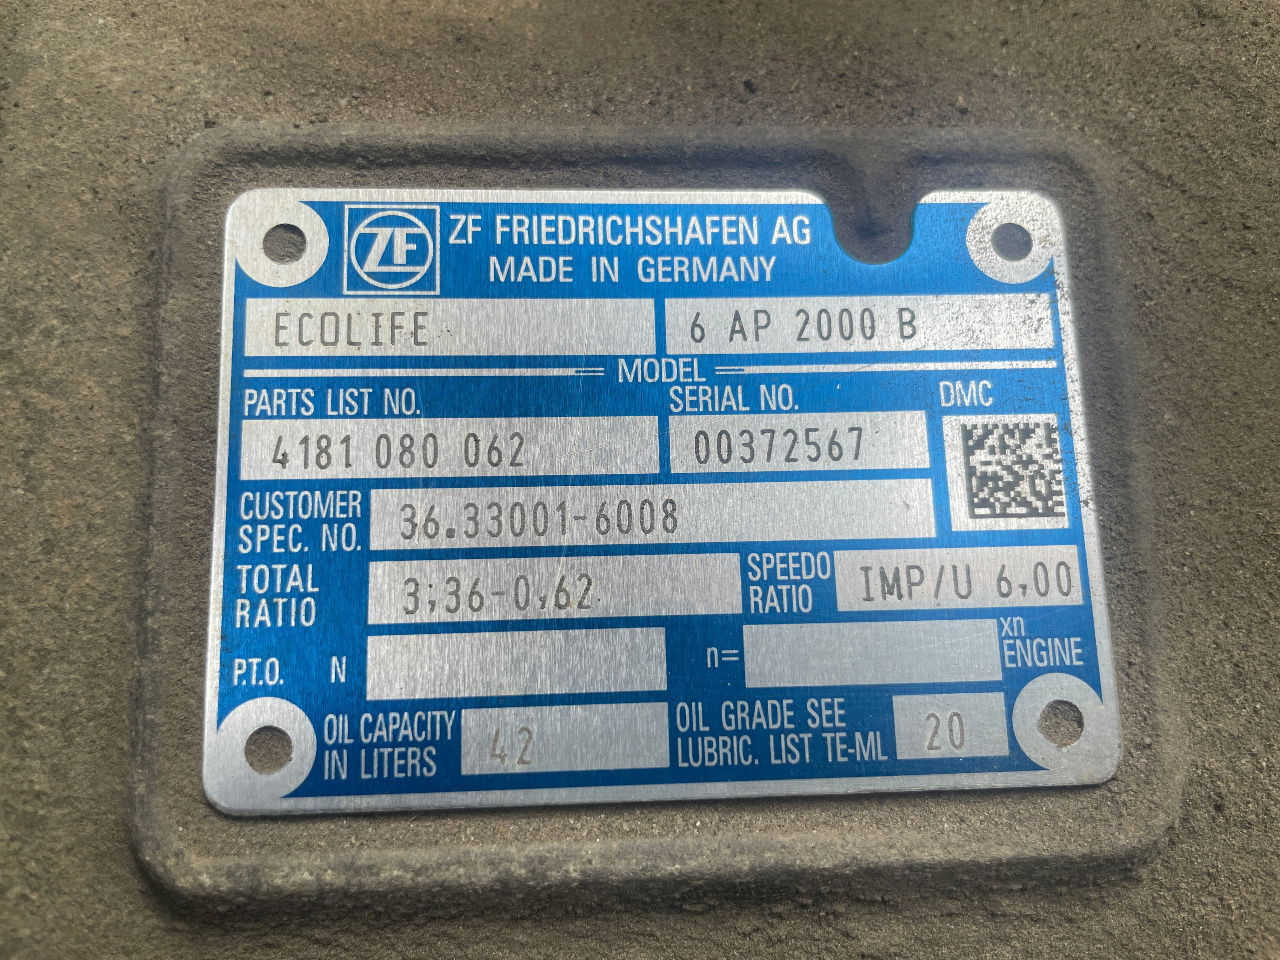 ZF ZF FRIEDRICHSHAFEN AG
MADE IN GERMANY
ECOLIFE 6 AP 2000 B
MODEL
PARTS LIST NO. SERIAL NO. DMC
4181 080 062 00372567
CUSTOMER SPEC. NO. 36.33001-6008
TOTAL RATIO 3,36-0,62 SPEEDO RATIO IMP/U 6,00
P.T.O. N n= xn ENGINE
OIL CAPACITY IN LITERS 42 OIL GRADE SEE LUBRIC. LIST TE-ML 20